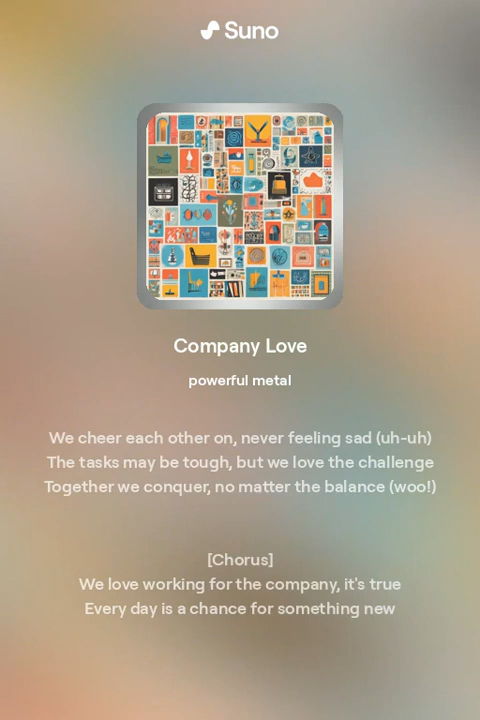 Suno
Company Love
powerful metal
We cheer each other on, never feeling sad (uh-uh)
The tasks may be tough, but we love the challenge
Together we conquer, no matter the balance (woo!)
[Chorus]
We love working for the company, it's true
Every day is a chance for something new